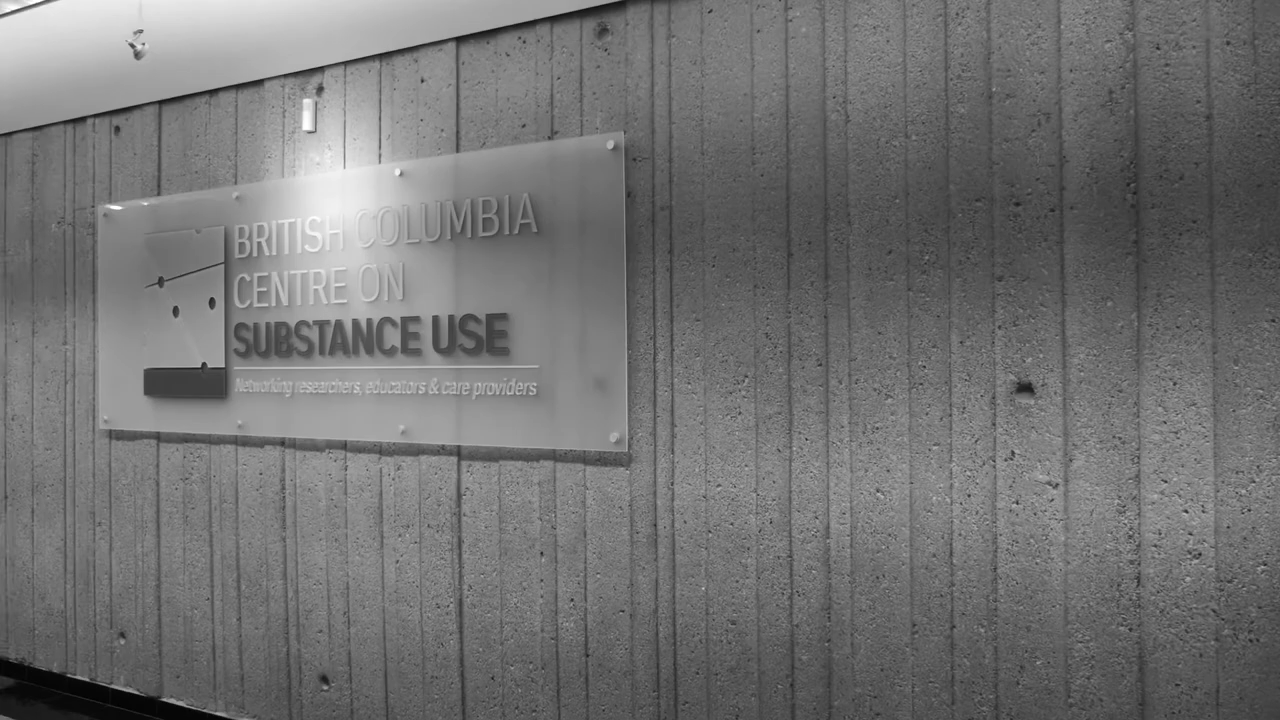 BRITISH COLUMBIA
CENTRE ON
SUBSTANCE USE
Networking researchers, educators & care providers